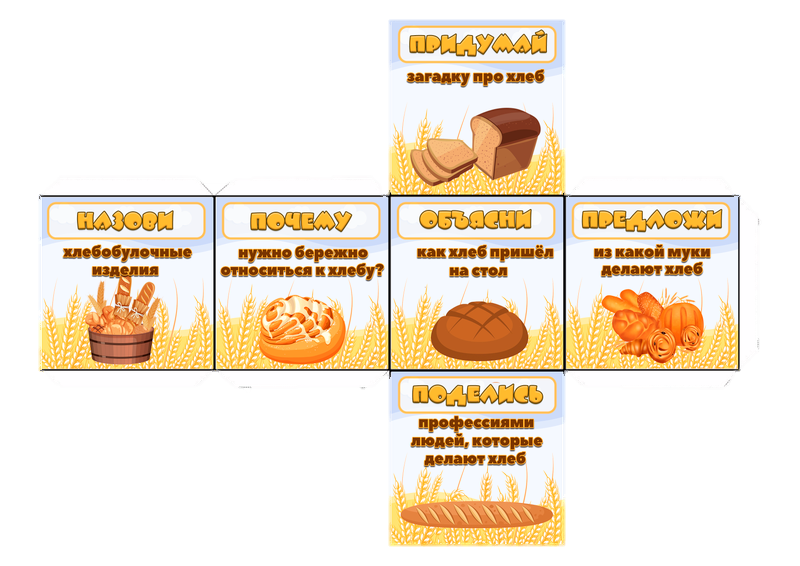 ПРИДУМАЙ
загадку про хлеб
НАЗОВИ
хлебобулочные
изделия
ПОЧЕМУ
нужно бережно
относиться к хлебу?
ОБЪЯСНИ
как хлеб пришёл
на стол
ПРЕДЛОЖИ
из какой муки
делают хлеб
ПОДЕЛИСЬ
профессиями
людей, которые
делают хлеб